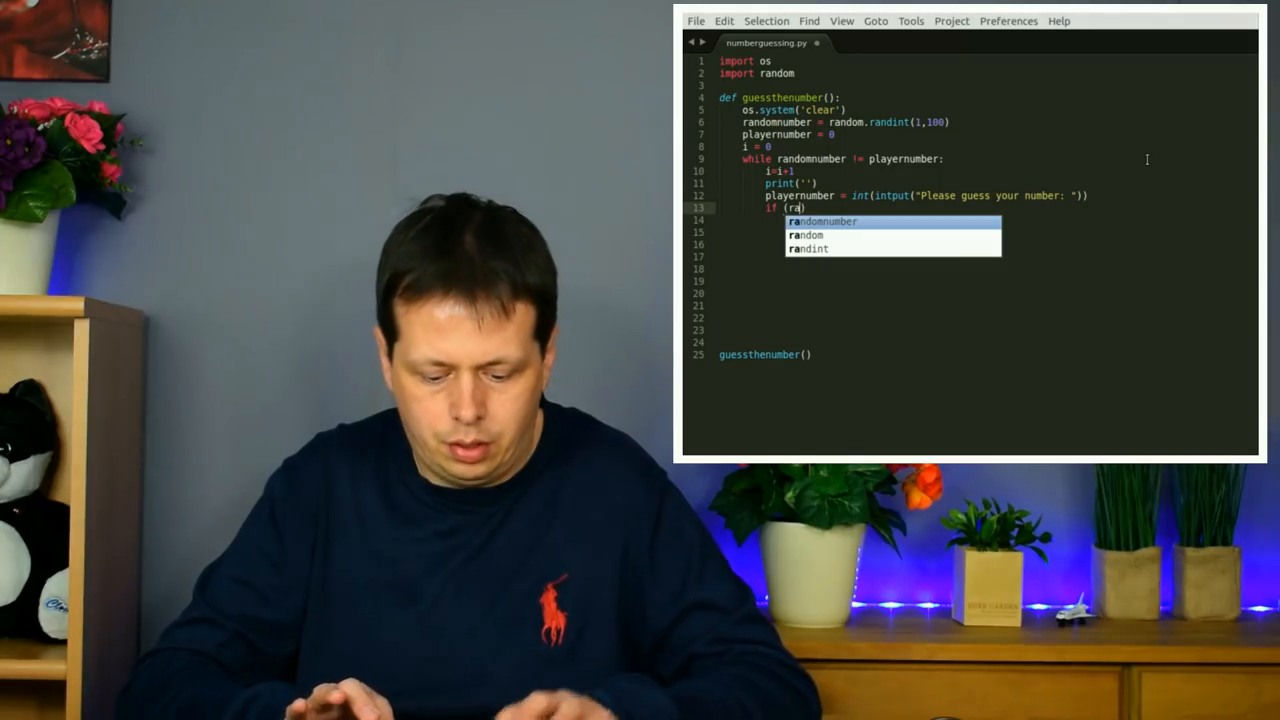 File Edit Selection Find View Goto Tools Project Preferences Help
numberguessing.py
1 import os
2 import random
3
4 def guessthenumber():
5 os.system('clear')
6 randomnumber = random.randint(1,100)
7 playernumber = 0
8 i = 0
9 while randomnumber != playernumber:
10 i=i+1
11 print('')
12 playernumber = int(intput("Please guess your number: "))
13 if (ra)
14 randomnumber
15 random
16 randint
17
18
19
20
21
22
23
24
25 guessthenumber()
HERB GARDEN